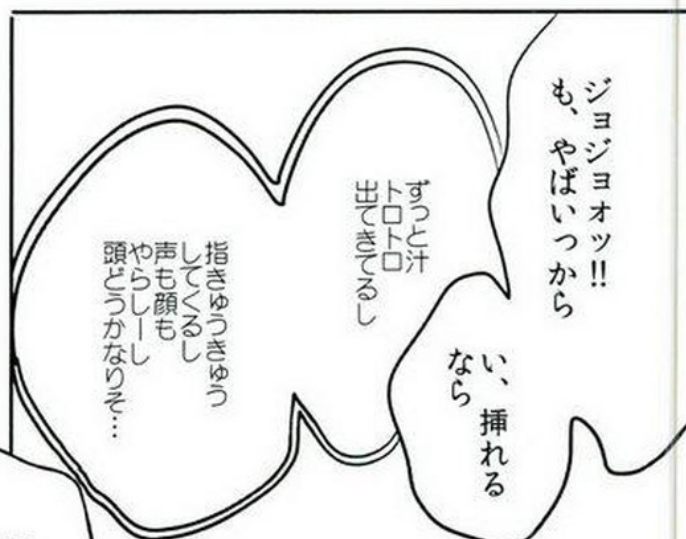 ジョジョオッ!!
も、やばいっから
い、挿れる
なら
ずっと汁
トロトロ
出てきてるし
指きゅうきゅう
してくるし
声も顔も
やらしーし
頭どうかなりそ…